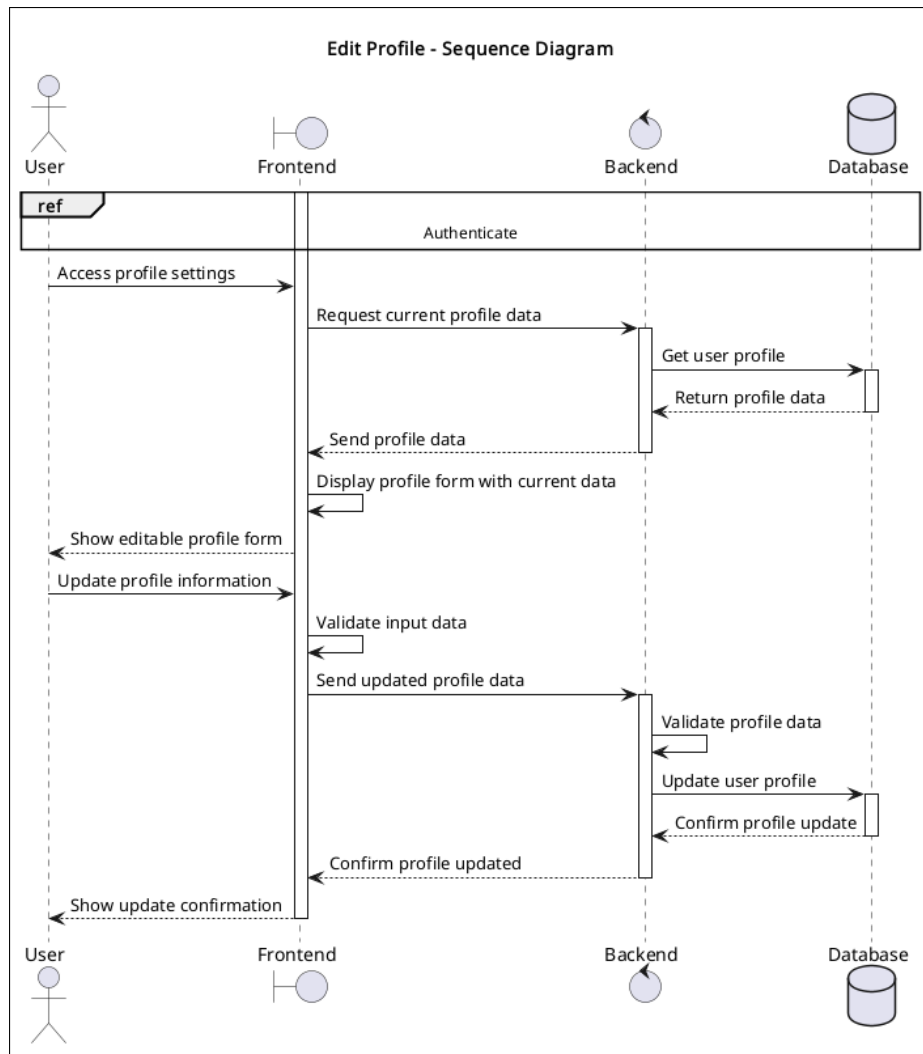 Edit Profile - Sequence Diagram
User
Frontend
Backend
Database
ref
Authenticate
Access profile settings
Request current profile data
Get user profile
Return profile data
Send profile data
Display profile form with current data
Show editable profile form
Update profile information
Validate input data
Send updated profile data
Validate profile data
Update user profile
Confirm profile update
Confirm profile updated
Show update confirmation
User
Frontend
Backend
Database